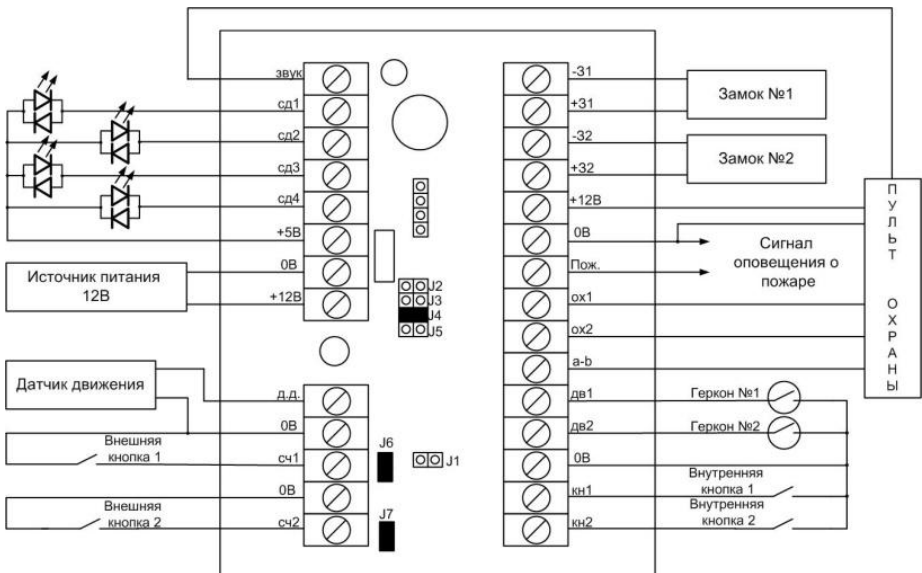 звук
сд1
сд2
сд3
сд4
+5В
0В
+12В
Источник питания
12В
Датчик движения
д.д.
0В
Внешняя
кнопка 1
сч1
0В
Внешняя
кнопка 2
сч2
J2
J3
J4
J5
J6
J1
J7
-З1
+З1
-З2
+З2
+12В
0В
Пож.
ох1
ох2
a-b
дв1
дв2
0В
кн1
кн2
Замок №1
Замок №2
Сигнал
оповещения о
пожаре
ПУЛЬТ ОХРАНЫ
Геркон №1
Геркон №2
Внутренняя
кнопка 1
Внутренняя
кнопка 2